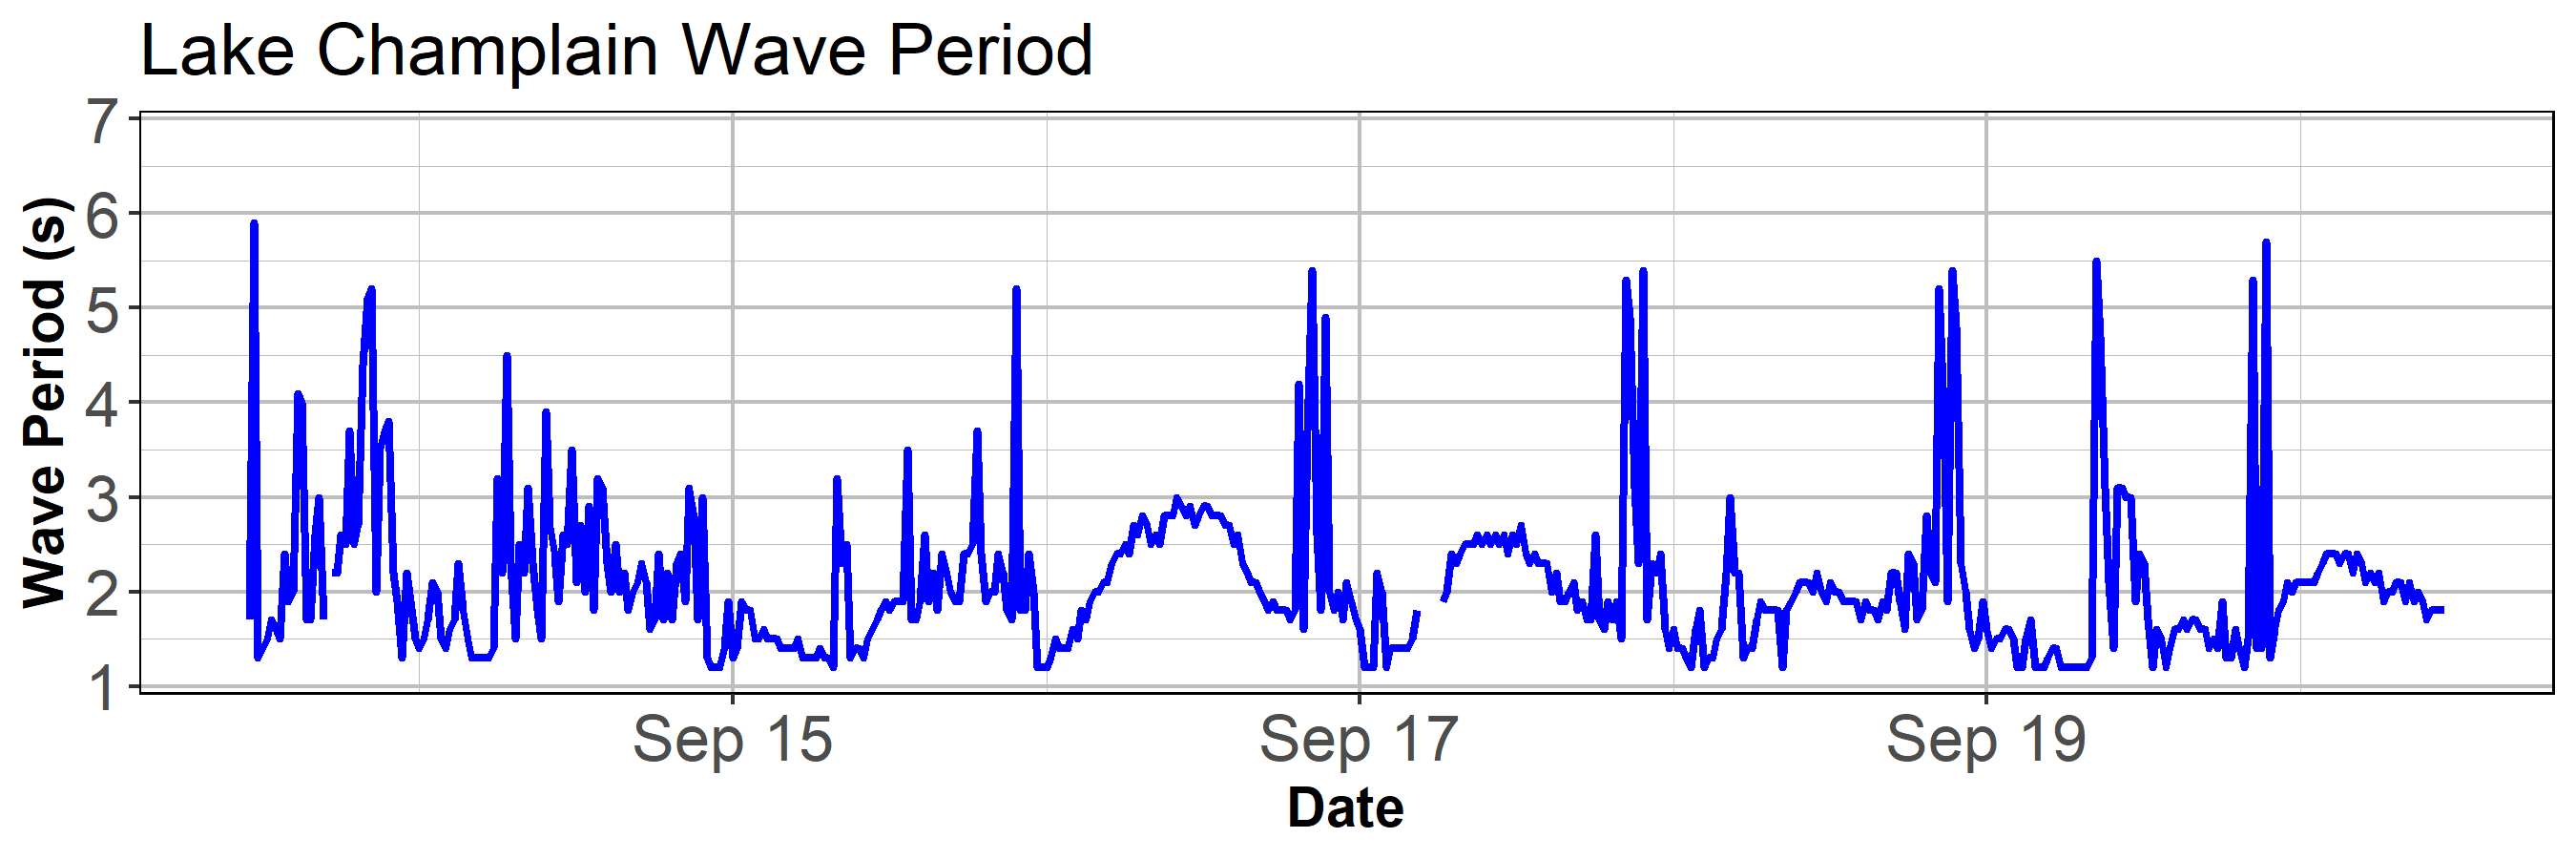 Lake Champlain Wave Period
Wave Period (s)
7
6
5
4
3
2
1
Sep 15
Sep 17
Sep 19
Date